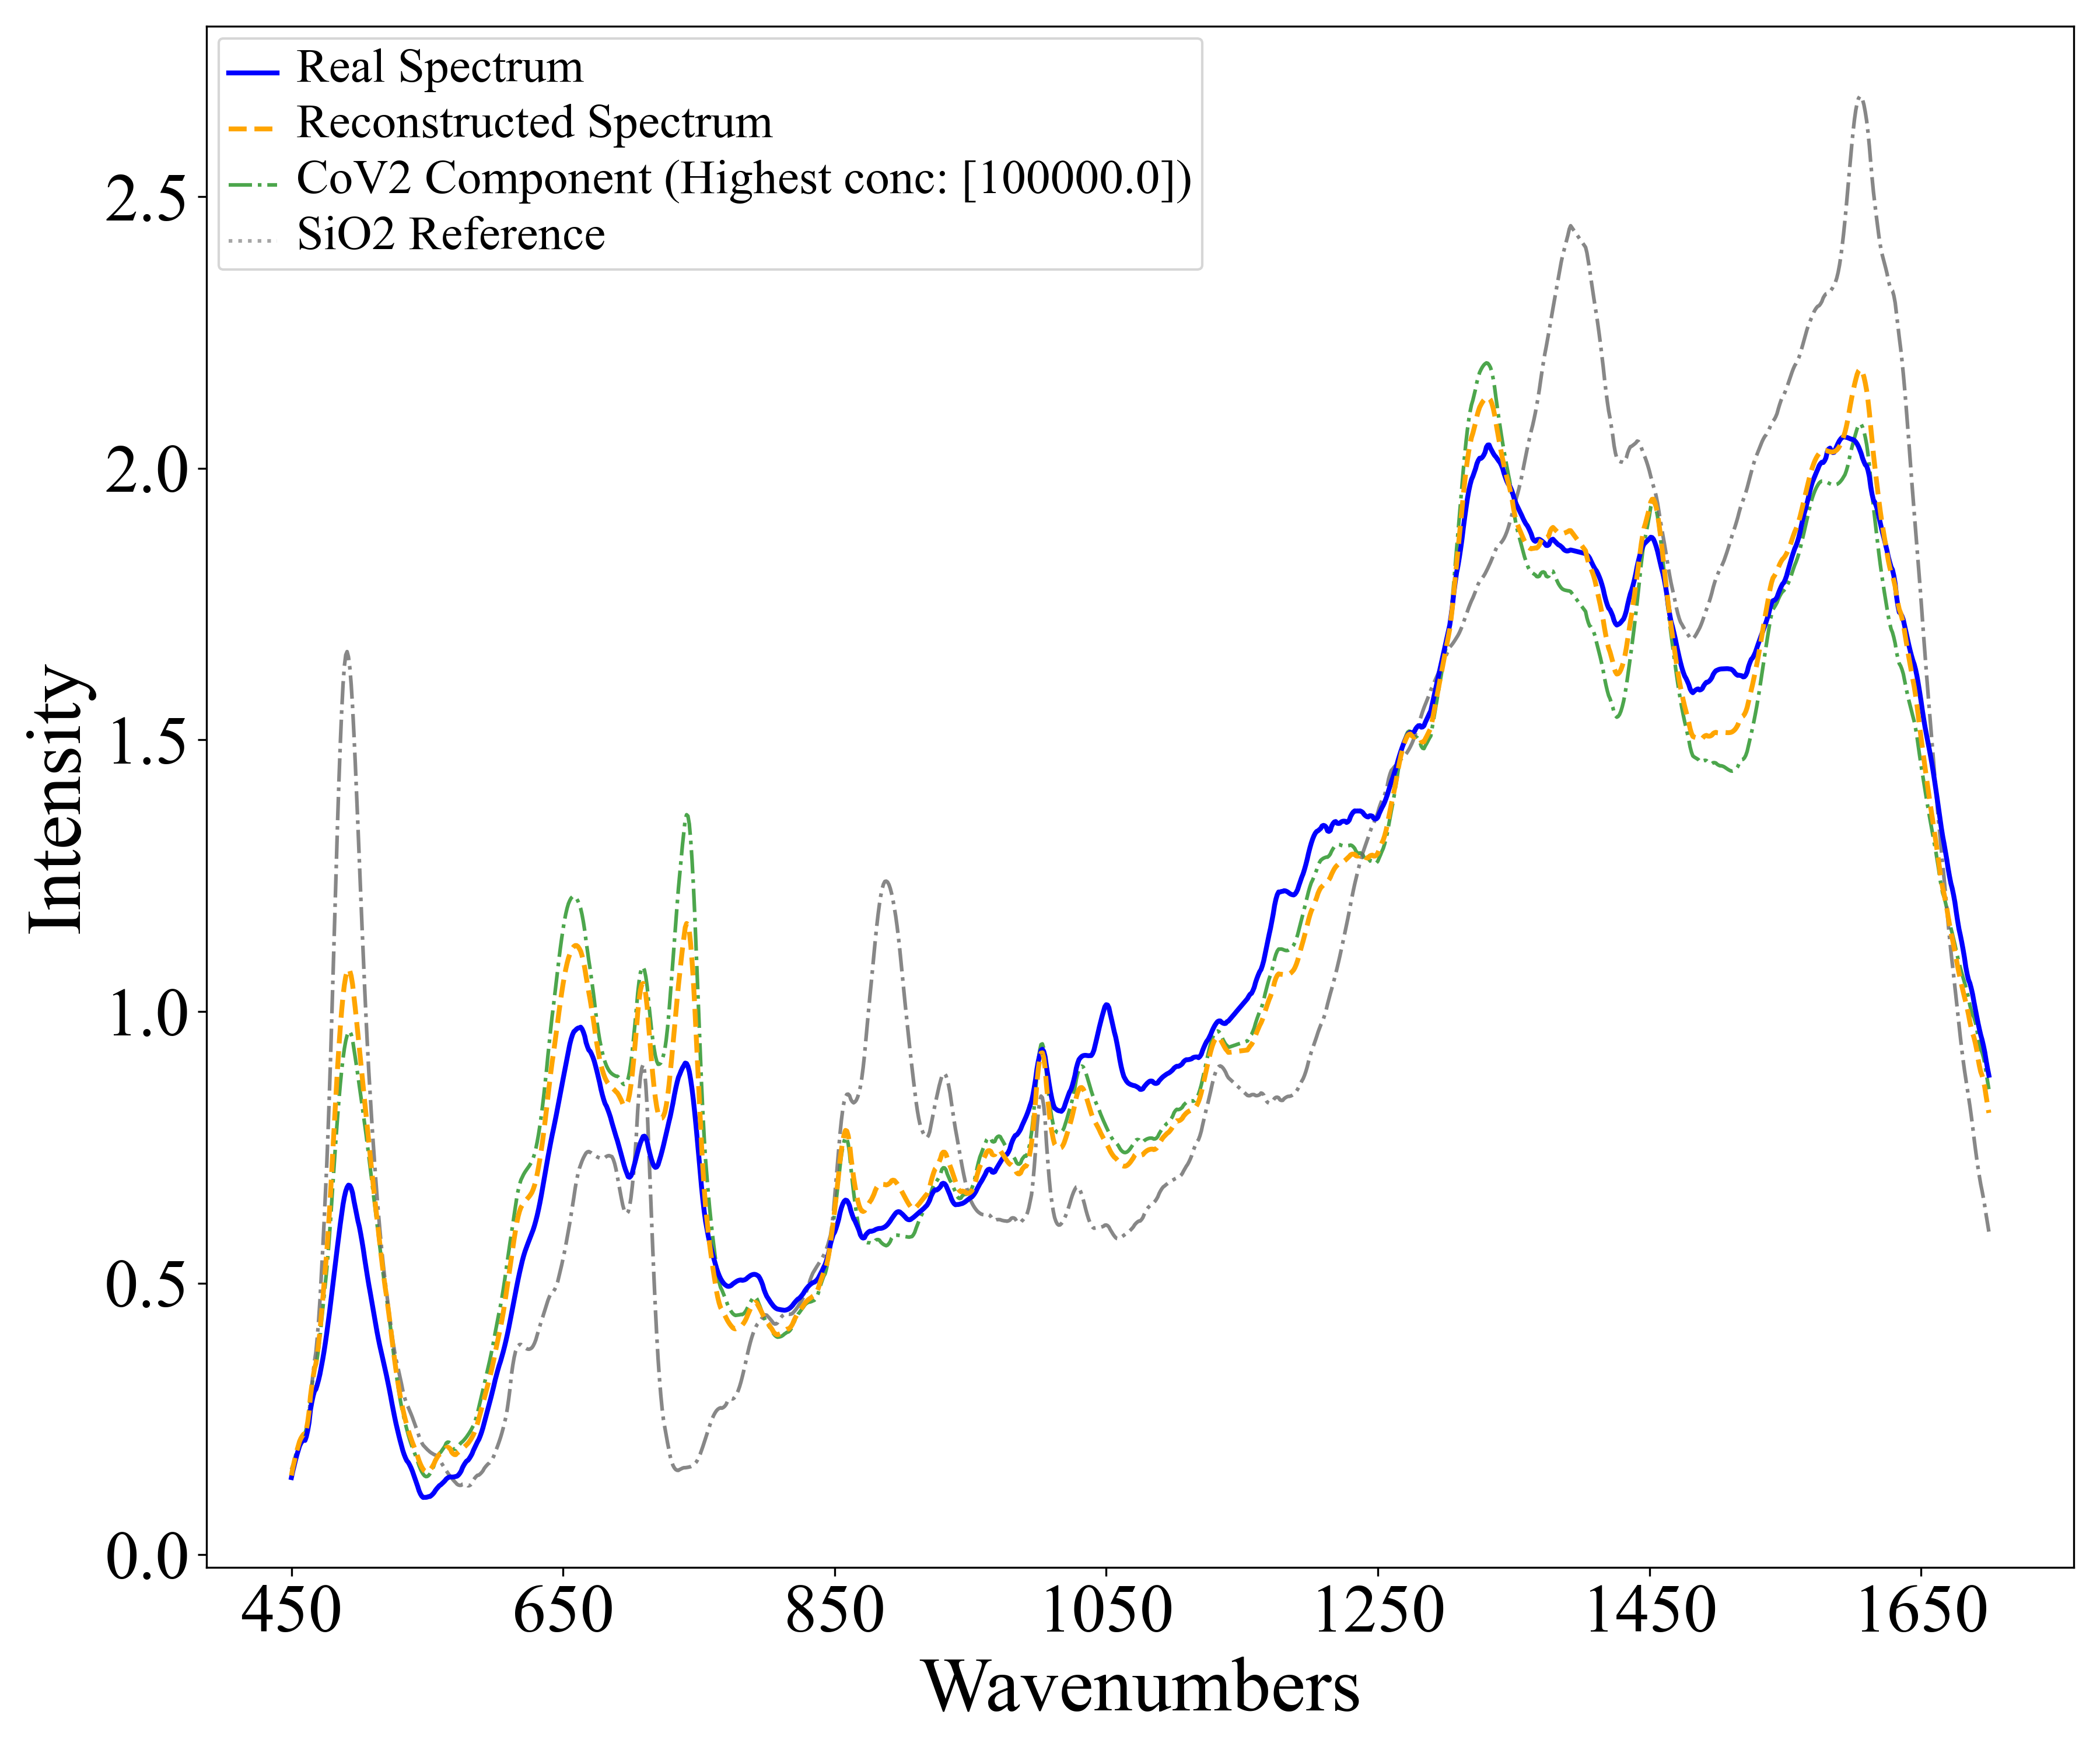 Real Spectrum
Reconstructed Spectrum
CoV2 Component (Highest conc: [100000.0])
SiO2 Reference
Intensity
2.5
2.0
1.5
1.0
0.5
0.0
450 650 850 1050 1250 1450 1650
Wavenumbers